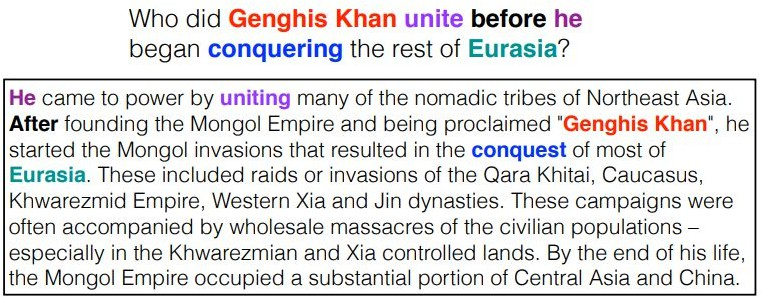 Who did Genghis Khan unite before he
began conquering the rest of Eurasia?
He came to power by uniting many of the nomadic tribes of Northeast Asia.
After founding the Mongol Empire and being proclaimed "Genghis Khan", he
started the Mongol invasions that resulted in the conquest of most of
Eurasia. These included raids or invasions of the Qara Khitai, Caucasus,
Khwarezmid Empire, Western Xia and Jin dynasties. These campaigns were
often accompanied by wholesale massacres of the civilian populations –
especially in the Khwarezmian and Xia controlled lands. By the end of his life,
the Mongol Empire occupied a substantial portion of Central Asia and China.